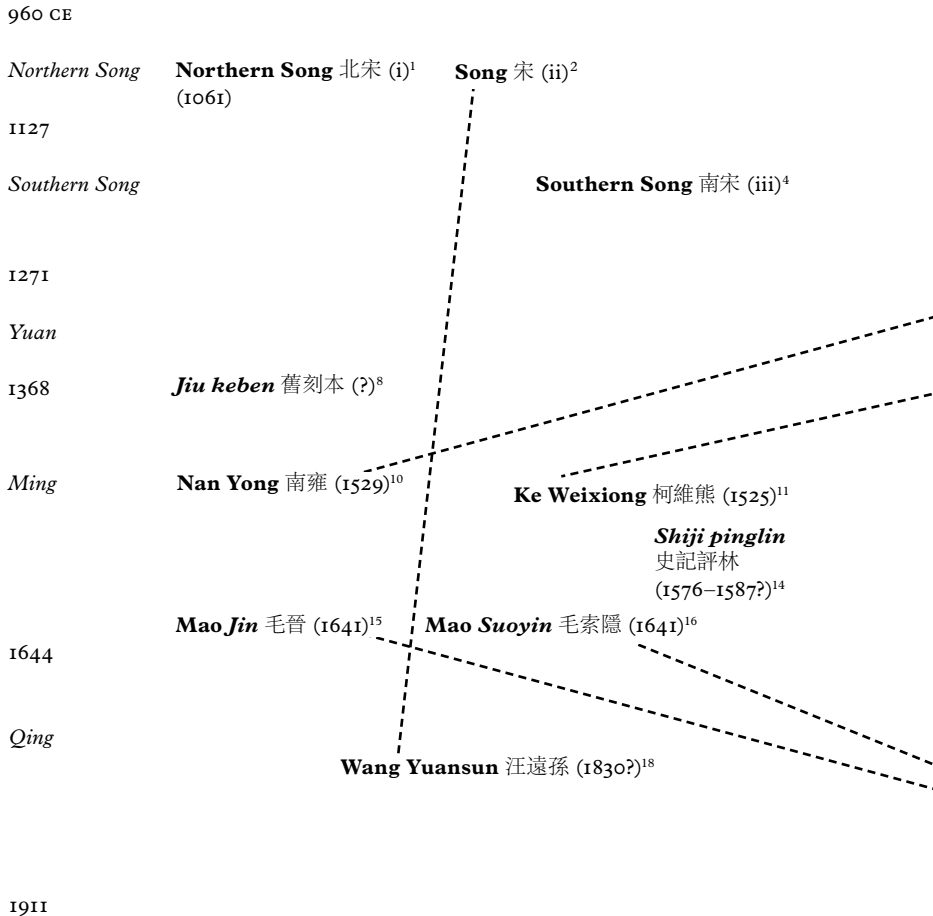 960 CE
Northern Song Northern Song 北宋 (i)¹ Song 宋 (ii)²
(1061)
1127
Southern Song Southern Song 南宋 (iii)⁴
1271
Yuan
1368 Jiu keben 舊刻本 (?)⁸
Ming Nan Yong 南雍 (1529)¹⁰ Ke Weixiong 柯維熊 (1525)¹¹
Shiji pinglin
史記評林
(1576–1587?)¹⁴
Mao Jin 毛晉 (1641)¹⁵ Mao Suoyin 毛索隱 (1641)¹⁶
1644
Qing
Wang Yuansun 汪遠孫 (1830?)¹⁸
1911